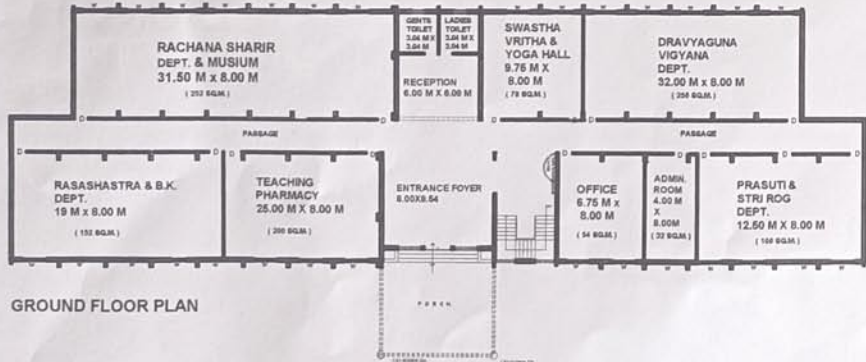 RACHANA SHARIR
DEPT. & MUSIUM
31.50 M x 8.00 M
( 252 SQ.M.)
GENTS
TOILET
3.04 M X
3.04 M
LADIES
TOILET
3.04 M X
3.04 M
RECEPTION
6.00 M X 6.00 M
SWASTHA
VRITHA &
YOGA HALL
9.75 M X
8.00 M
( 78 SQ.M.)
DRAVYAGUNA
VIGYANA
DEPT.
32.00 m x 8.00 M
( 256 SQ.M.)
D
D
D
D
PASSAGE
PASSAGE
D
D
D
D
D
D
D
D
RASASHASTRA & B.K.
DEPT.
19 M x 8.00 M
( 152 SQ.M.)
TEACHING
PHARMACY
25.00 M X 8.00 M
( 200 SQ.M.)
ENTRANCE FOYER
8.00X9.54
OFFICE
6.75 M x
8.00 M
( 54 SQ.M.)
ADMIN.
ROOM
4.00 M
X
8.00M
( 32 SQ.M.)
PRASUTI &
STRI ROG
DEPT.
12.50 M X 8.00 M
( 100 SQ.M.)
PORCH
GROUND FLOOR PLAN